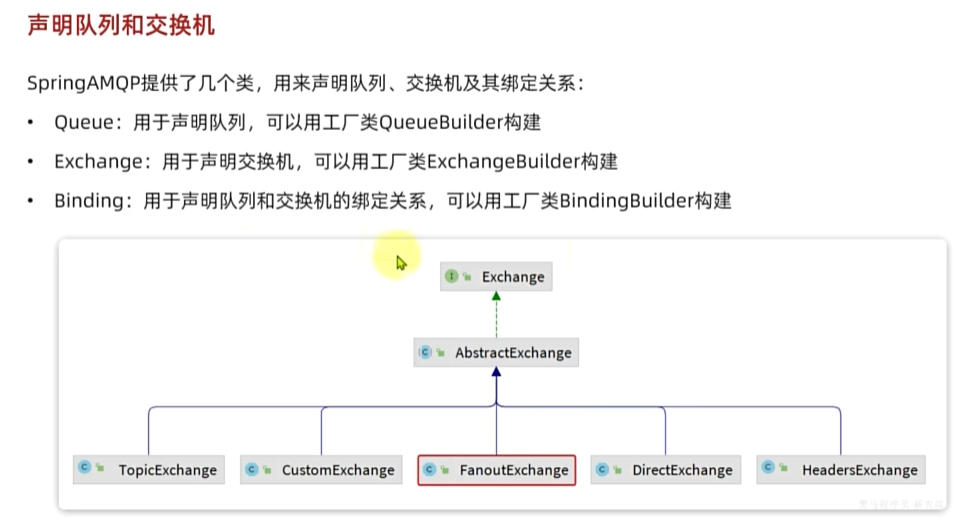 声明队列和交换机
SpringAMQP提供了几个类，用来声明队列、交换机及其绑定关系：
• Queue：用于声明队列，可以用工厂类QueueBuilder构建
• Exchange：用于声明交换机，可以用工厂类ExchangeBuilder构建
• Binding：用于声明队列和交换机的绑定关系，可以用工厂类BindingBuilder构建
I Exchange
C AbstractExchange
C TopicExchange C CustomExchange C FanoutExchange C DirectExchange C HeadersExchange